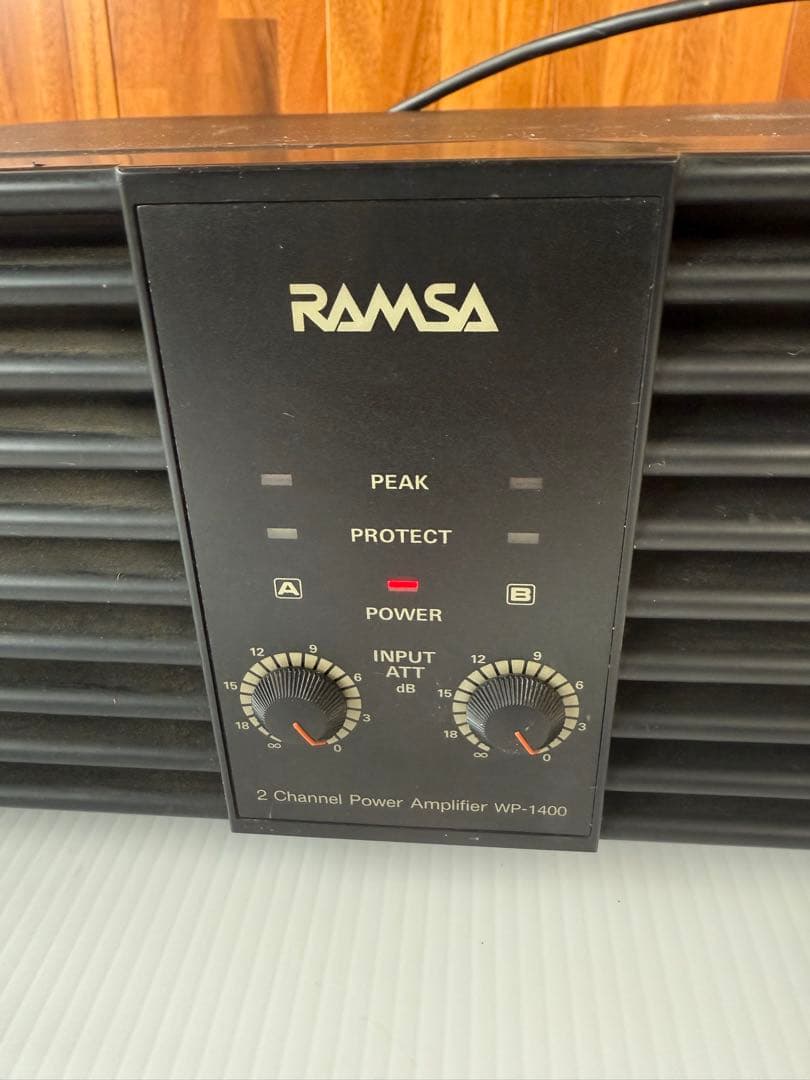 RAMSA
PEAK
PROTECT
A
B
POWER
INPUT
ATT
dB
12 9
15 6
18 3
∞ 0
12 9
15 6
18 3
∞ 0
2 Channel Power Amplifier WP-1400